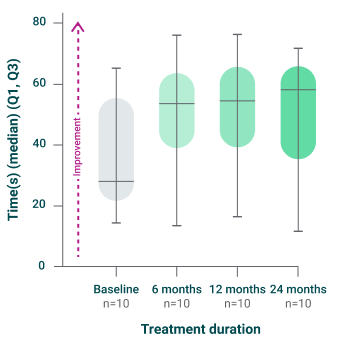 80
60
40
20
0
Time(s) (median) (Q1, Q3)
Improvement
Baseline 6 months 12 months 24 months
n=10 n=10 n=10 n=10
Treatment duration